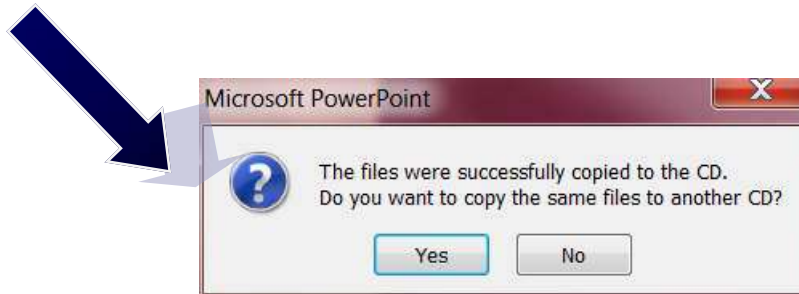 Microsoft PowerPoint
X
?
The files were successfully copied to the CD.
Do you want to copy the same files to another CD?
Yes
No